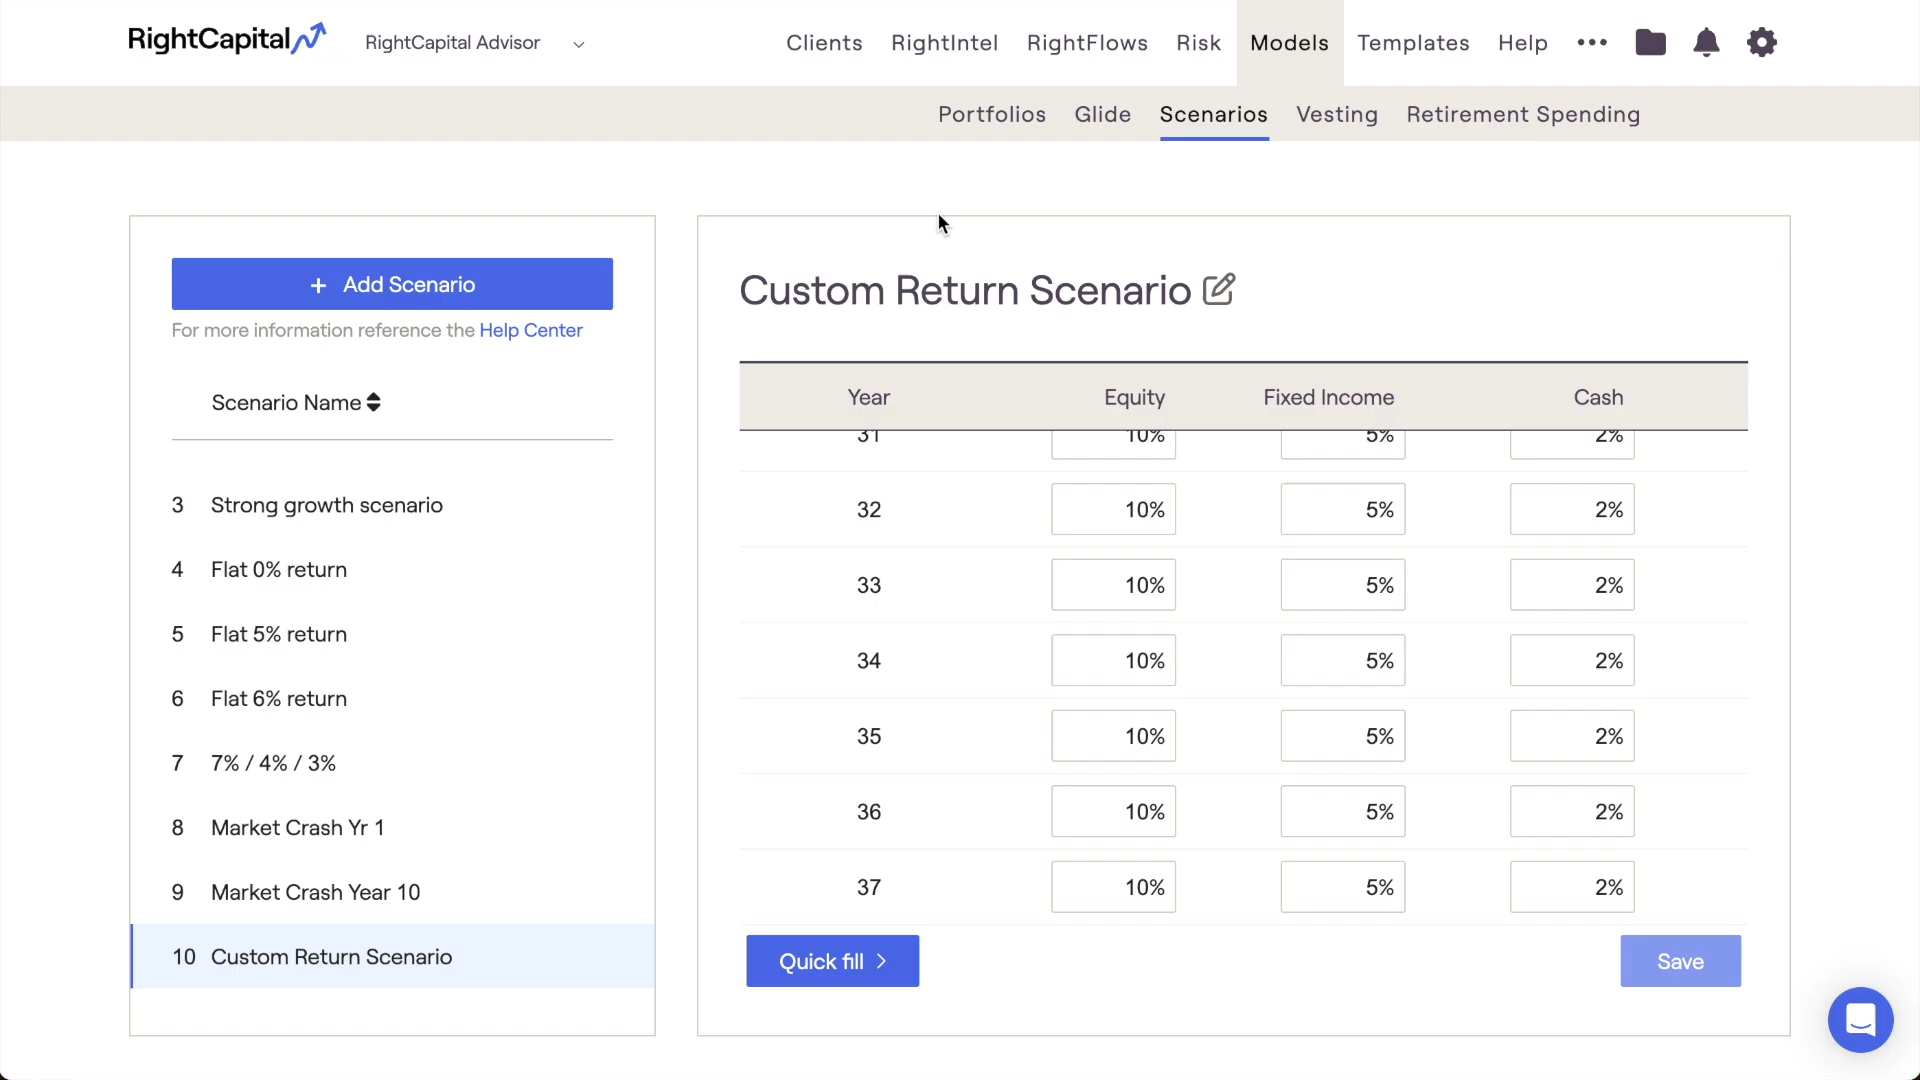 RightCapital
RightCapital Advisor
Clients RightIntel RightFlows Risk Models Templates Help
Portfolios Glide Scenarios Vesting Retirement Spending
+ Add Scenario
For more information reference the Help Center
Scenario Name
3 Strong growth scenario
4 Flat 0% return
5 Flat 5% return
6 Flat 6% return
7 7% / 4% / 3%
8 Market Crash Yr 1
9 Market Crash Year 10
10 Custom Return Scenario
Custom Return Scenario
Year Equity Fixed Income Cash
31 10% 5% 2%
32 10% 5% 2%
33 10% 5% 2%
34 10% 5% 2%
35 10% 5% 2%
36 10% 5% 2%
37 10% 5% 2%
Quick fill
Save